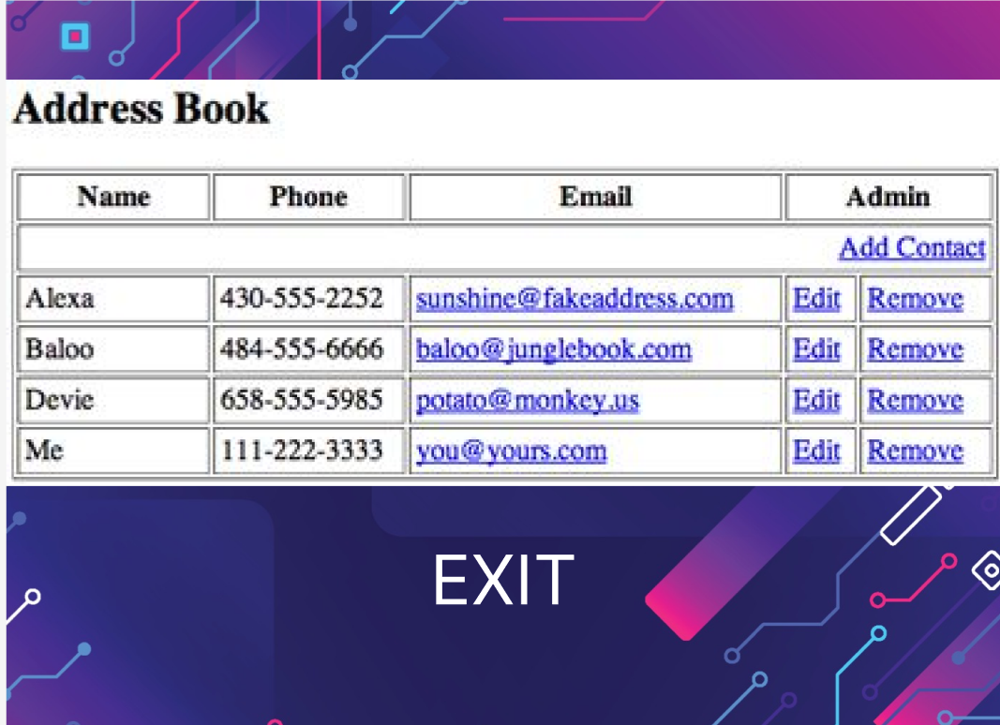 Address Book
Name Phone Email Admin
Add Contact
Alexa 430-555-2252 sunshine@fakeaddress.com Edit Remove
Baloo 484-555-6666 baloo@junglebook.com Edit Remove
Devie 658-555-5985 potato@monkey.us Edit Remove
Me 111-222-3333 you@yours.com Edit Remove
EXIT